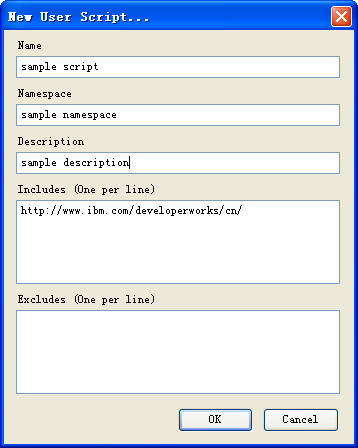 New User Script...
Name
sample script
Namespace
sample namespace
Description
sample description
Includes (One per line)
http://www.ibm.com/developerworks/cn/
Excludes (One per line)
OK Cancel